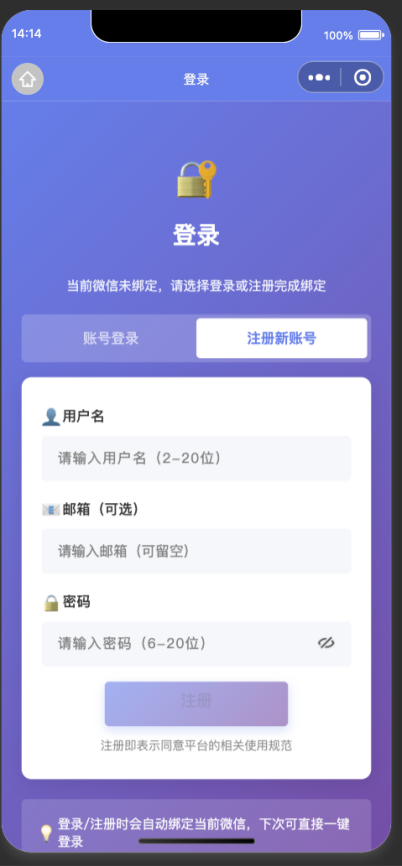 14:14
100%
登录
登录
当前微信未绑定，请选择登录或注册完成绑定
账号登录
注册新账号
用户名
请输入用户名（2-20位）
邮箱（可选）
请输入邮箱（可留空）
密码
请输入密码（6-20位）
注册
注册即表示同意平台的相关使用规范
登录/注册时会自动绑定当前微信，下次可直接一键
登录